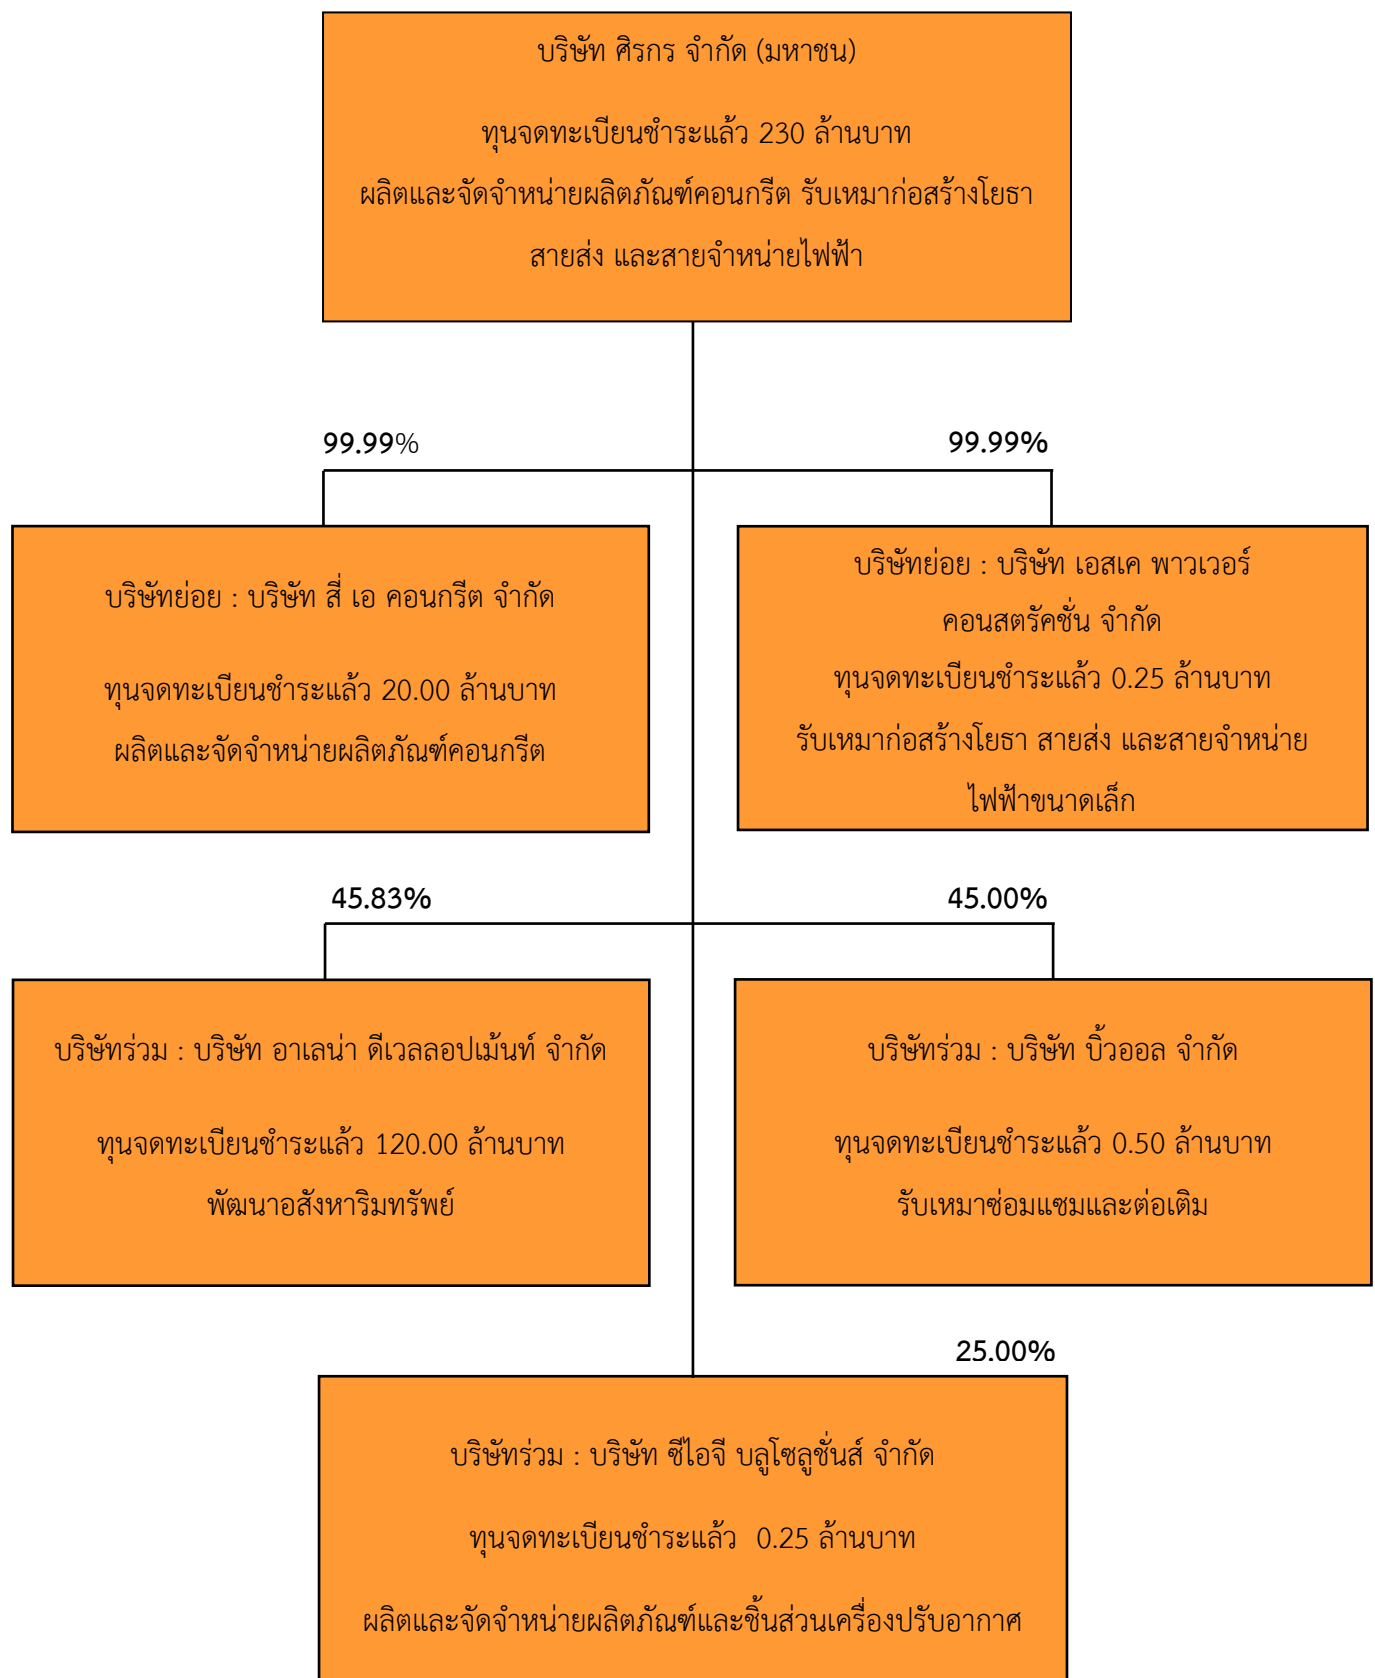 บริษัท ศิรกร จำกัด (มหาชน)
ทุนจดทะเบียนชำระแล้ว 230 ล้านบาท
ผลิตและจัดจำหน่ายผลิตภัณฑ์คอนกรีต รับเหมาก่อสร้างโยธา
สายส่ง และสายจำหน่ายไฟฟ้า
99.99%
99.99%
บริษัทย่อย : บริษัท สี่ เอ คอนกรีต จำกัด
ทุนจดทะเบียนชำระแล้ว 20.00 ล้านบาท
ผลิตและจัดจำหน่ายผลิตภัณฑ์คอนกรีต
บริษัทย่อย : บริษัท เอสเค พาวเวอร์
คอนสตรัคชั่น จำกัด
ทุนจดทะเบียนชำระแล้ว 0.25 ล้านบาท
รับเหมาก่อสร้างโยธา สายส่ง และสายจำหน่าย
ไฟฟ้าขนาดเล็ก
45.83%
45.00%
บริษัทร่วม : บริษัท อาเลน่า ดีเวลลอปเม้นท์ จำกัด
ทุนจดทะเบียนชำระแล้ว 120.00 ล้านบาท
พัฒนาอสังหาริมทรัพย์
บริษัทร่วม : บริษัท บิ้วออล จำกัด
ทุนจดทะเบียนชำระแล้ว 0.50 ล้านบาท
รับเหมาซ่อมแซมและต่อเติม
25.00%
บริษัทร่วม : บริษัท ซีไอจี บลูโซลูชั่นส์ จำกัด
ทุนจดทะเบียนชำระแล้ว 0.25 ล้านบาท
ผลิตและจัดจำหน่ายผลิตภัณฑ์และชิ้นส่วนเครื่องปรับอากาศ